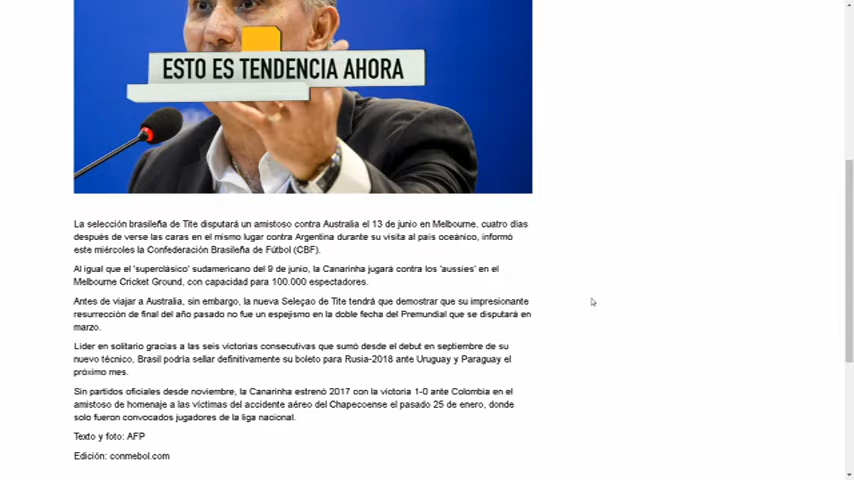 ESTO ES TENDENCIA AHORA
La selección brasileña de Tite disputará un amistoso contra Australia el 13 de junio en Melbourne, cuatro días
después de verse las caras en el mismo lugar contra Argentina durante su visita al país oceánico, informó
este miércoles la Confederación Brasileña de Fútbol (CBF).
Al igual que el 'superclásico' sudamericano del 9 de junio, la Canarinha jugará contra los 'aussies' en el
Melbourne Cricket Ground, con capacidad para 100.000 espectadores.
Antes de viajar a Australia, sin embargo, la nueva Seleçao de Tite tendrá que demostrar que su impresionante
resurrección de final del año pasado no fue un espejismo en la doble fecha del Premundial que se disputará en
marzo.
Líder en solitario gracias a las seis victorias consecutivas que sumó desde el debut en septiembre de su
nuevo técnico, Brasil podría sellar definitivamente su boleto para Rusia-2018 ante Uruguay y Paraguay el
próximo mes.
Sin partidos oficiales desde noviembre, la Canarinha estrenó 2017 con la victoria 1-0 ante Colombia en el
amistoso de homenaje a las víctimas del accidente aéreo del Chapecoense el pasado 25 de enero, donde
solo fueron convocados jugadores de la liga nacional.
Texto y foto: AFP
Edición: conmebol.com